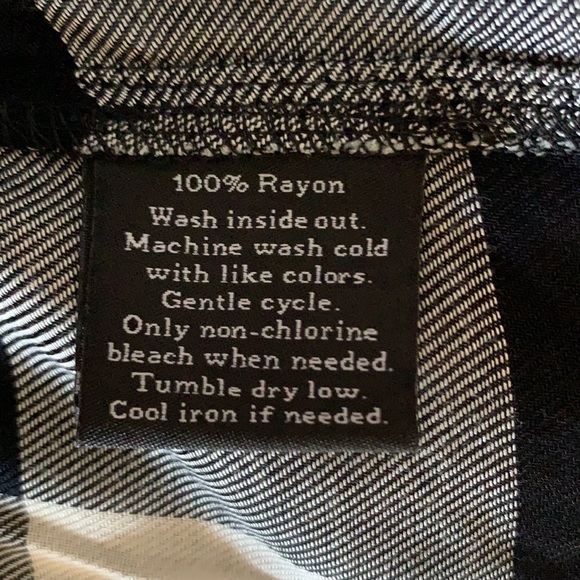 100% Rayon
Wash inside out.
Machine wash cold
with like colors.
Gentle cycle.
Only non-chlorine
bleach when needed.
Tumble dry low.
Cool iron if needed.